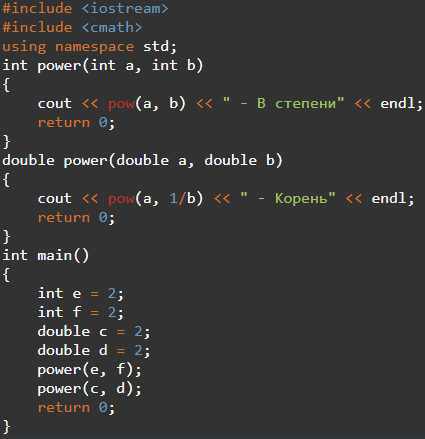 #include <iostream>
#include <cmath>
using namespace std;
int power(int a, int b)
{
    cout << pow(a, b) << " - В степени" << endl;
    return 0;
}
double power(double a, double b)
{
    cout << pow(a, 1/b) << " - Корень" << endl;
    return 0;
}
int main()
{
    int e = 2;
    int f = 2;
    double c = 2;
    double d = 2;
    power(e, f);
    power(c, d);
    return 0;
}